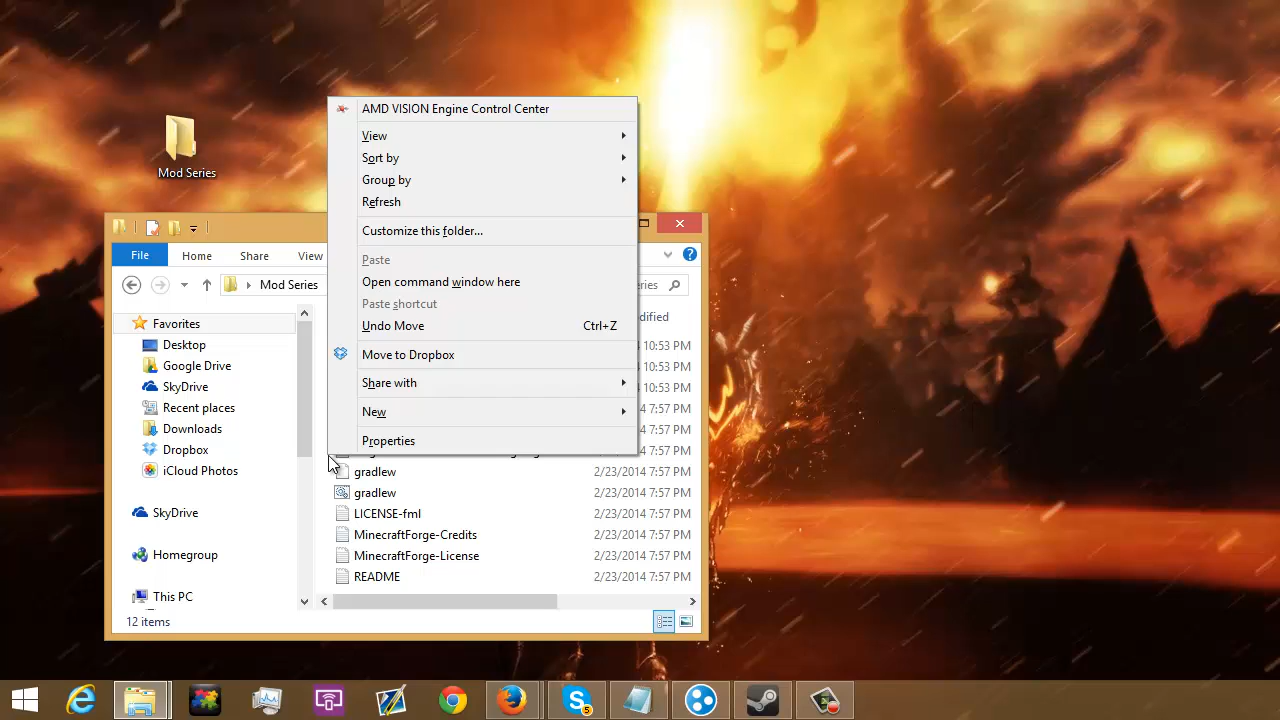 Mod Series
AMD VISION Engine Control Center
View
Sort by
Group by
Refresh
Customize this folder...
Paste
Open command window here
Paste shortcut
Undo Move Ctrl+Z
Move to Dropbox
Share with
New
Properties
File Home Share View
Mod Series
Favorites
Desktop
Google Drive
SkyDrive
Recent places
Downloads
Dropbox
iCloud Photos
SkyDrive
Homegroup
This PC
10:53 PM
10:53 PM
10:53 PM
7:57 PM
7:57 PM
7:57 PM
gradlew 2/23/2014 7:57 PM
gradlew 2/23/2014 7:57 PM
LICENSE-fml 2/23/2014 7:57 PM
MinecraftForge-Credits 2/23/2014 7:57 PM
MinecraftForge-License 2/23/2014 7:57 PM
README 2/23/2014 7:57 PM
12 items
5